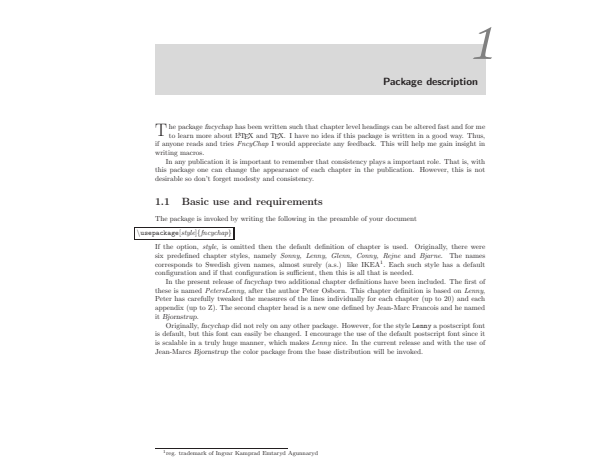 1
Package description
The package fncychap has been written such that chapter level headings can be altered fast and for me
to learn more about LATEX and TEX. I have no idea if this package is written in a good way. Thus,
if anyone reads and tries FncyChap I would appreciate any feedback. This will help me gain insight in
writing macros.
In any publication it is important to remember that consistency plays a important role. That is, with
this package one can change the appearance of each chapter in the publication. However, this is not
desirable so don't forget modesty and consistency.
1.1 Basic use and requirements
The package is invoked by writing the following in the preamble of your document
\usepackage[style]{fncychap}
If the option, style, is omitted then the default definition of chapter is used. Originally, there were
six predefined chapter styles, namely Sonny, Lenny, Glenn, Conny, Rejne and Bjarne. The names
corresponds to Swedish given names, almost surely (a.s.) like IKEA1. Each such style has a default
configuration and if that configuration is sufficient, then this is all that is needed.
In the present release of fncychap two additional chapter definitions have been included. The first of
these is named PetersLenny, after the author Peter Osborn. This chapter definition is based on Lenny,
Peter has carefully tweaked the measures of the lines individually for each chapter (up to 20) and each
appendix (up to Z). The second chapter head is a new one defined by Jean-Marc Francois and he named
it Bjornstrup.
Originally, fncychap did not rely on any other package. However, for the style Lenny a postscript font
is default, but this font can easily be changed. I encourage the use of the default postscript font since it
is scalable in a truly huge manner, which makes Lenny nice. In the current release and with the use of
Jean-Marcs Bjornstrup the color package from the base distribution will be invoked.
1reg. trademark of Ingvar Kamprad Elmtaryd Agunnaryd